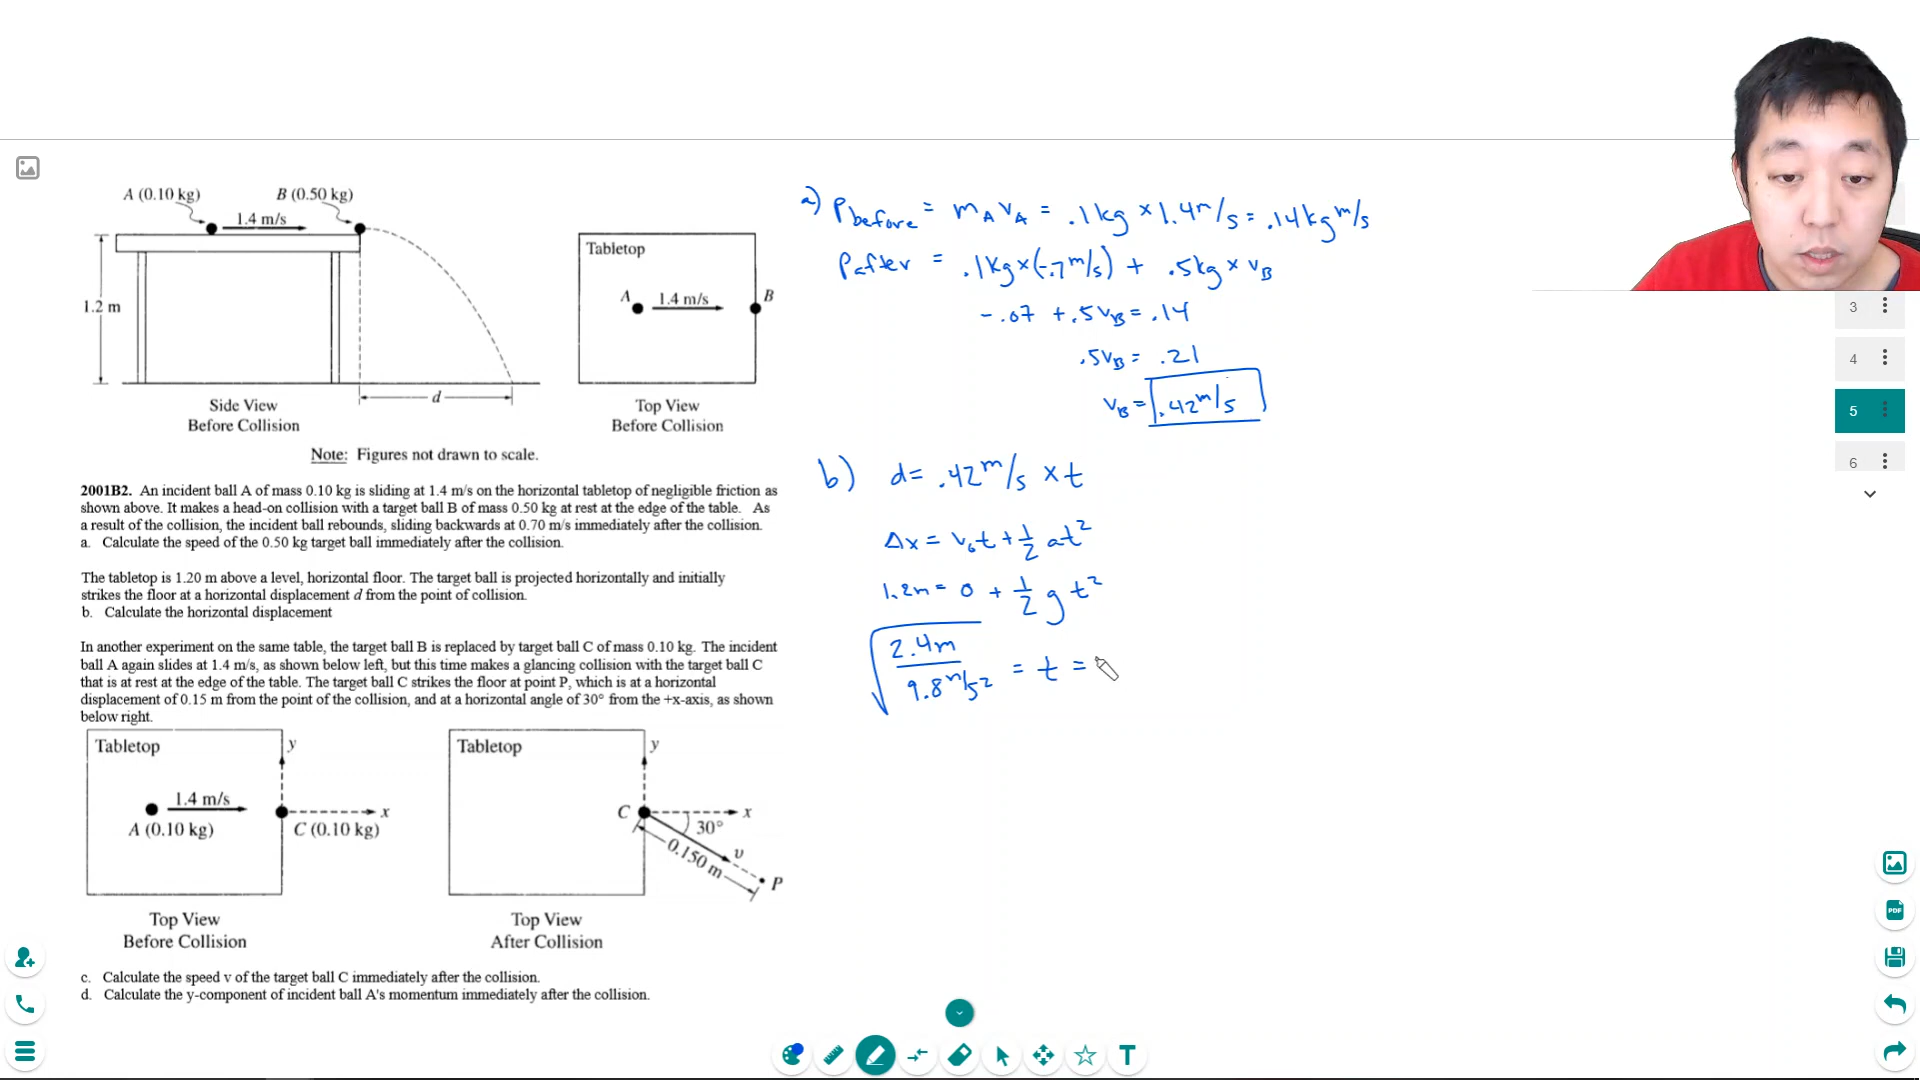 A (0.10 kg)
B (0.50 kg)
1.4 m/s
1.2 m
d
Side View
Before Collision
Tabletop
A
1.4 m/s
B
Top View
Before Collision
Note: Figures not drawn to scale.
2001B2. An incident ball A of mass 0.10 kg is sliding at 1.4 m/s on the horizontal tabletop of negligible friction as
shown above. It makes a head-on collision with a target ball B of mass 0.50 kg at rest at the edge of the table. As
a result of the collision, the incident ball rebounds, sliding backwards at 0.70 m/s immediately after the collision.
a. Calculate the speed of the 0.50 kg target ball immediately after the collision.
The tabletop is 1.20 m above a level, horizontal floor. The target ball is projected horizontally and initially
strikes the floor at a horizontal displacement d from the point of collision.
b. Calculate the horizontal displacement
In another experiment on the same table, the target ball B is replaced by target ball C of mass 0.10 kg. The incident
ball A again slides at 1.4 m/s, as shown below left, but this time makes a glancing collision with the target ball C
that is at rest at the edge of the table. The target ball C strikes the floor at point P, which is at a horizontal
displacement of 0.15 m from the point of the collision, and at a horizontal angle of 30° from the +x-axis, as shown
below right.
Tabletop
y
1.4 m/s
x
A (0.10 kg)
C (0.10 kg)
Top View
Before Collision
Tabletop
y
C
x
30°
0.150 m
v
P
Top View
After Collision
c. Calculate the speed v of the target ball C immediately after the collision.
d. Calculate the y-component of incident ball A's momentum immediately after the collision.
a) Pbefore = mAvA = .1kg × 1.4m/s = .14kg m/s
Pafter = .1kg×(-.7m/s) + .5kg × vB
-.07 + .5vB = .14
.5vB = .21
vB = .42m/s
b) d = .42m/s × t
Δx = v₀t + 1/2 at²
1.2m = 0 + 1/2 gt²
√(2.4m / 9.8m/s²) = t =
3
4
5
6
PDF
T